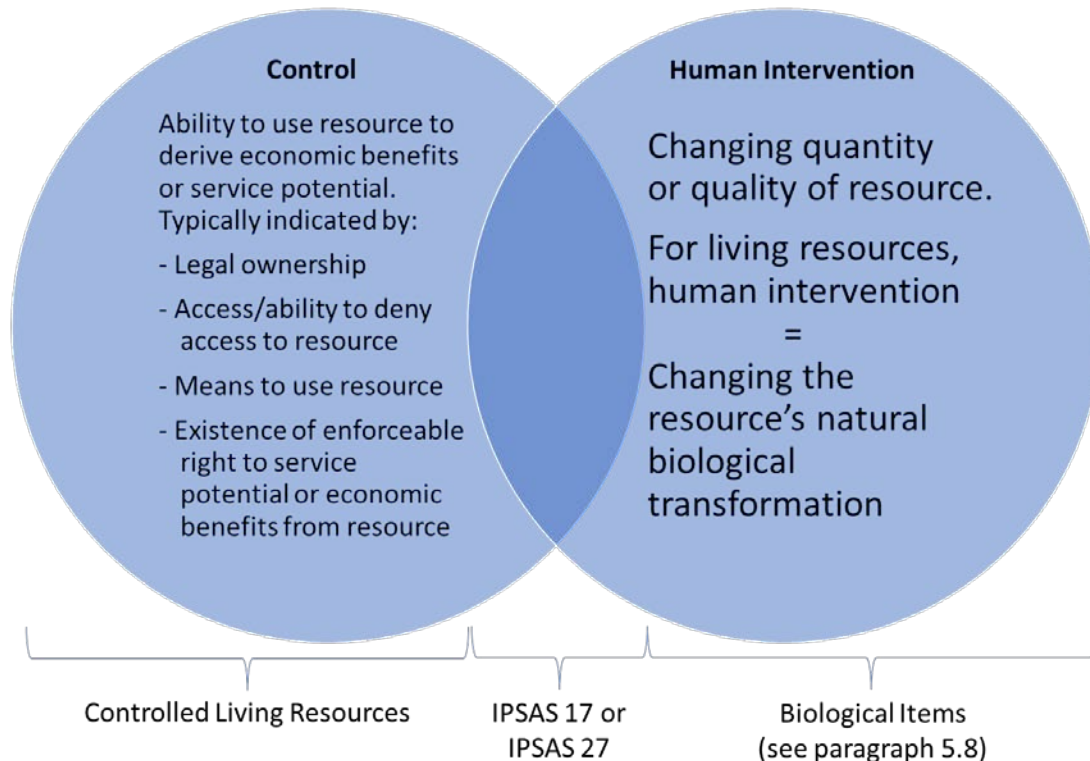 Control
Ability to use resource to
derive economic benefits
or service potential.
Typically indicated by:
- Legal ownership
- Access/ability to deny
access to resource
- Means to use resource
- Existence of enforceable
right to service
potential or economic
benefits from resource
Human Intervention
Changing quantity
or quality of resource.
For living resources,
human intervention
=
Changing the
resource’s natural
biological
transformation
Controlled Living Resources
IPSAS 17 or
IPSAS 27
Biological Items
(see paragraph 5.8)